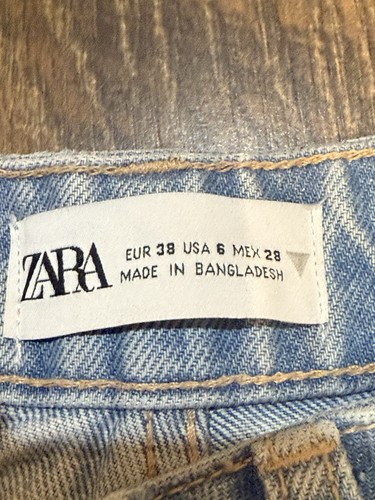 ZARA
EUR 38 USA 6 MEX 28
MADE IN BANGLADESH